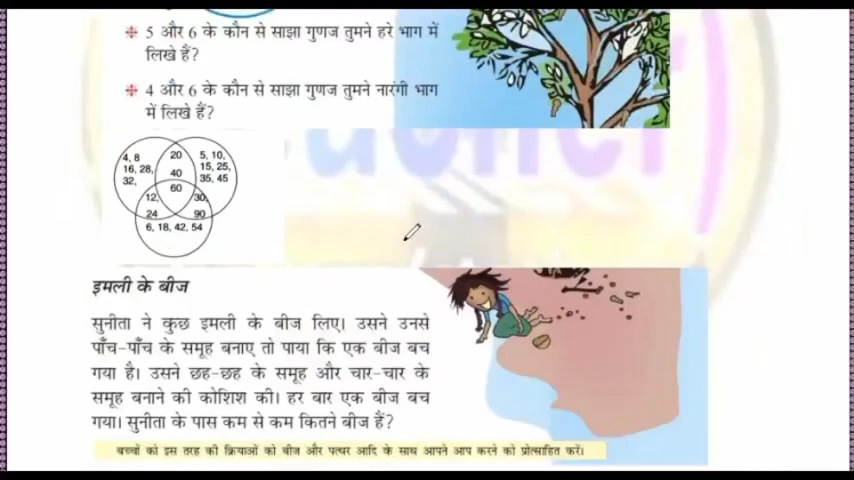 5 और 6 के कौन से साझा गुणज तुमने हरे भाग में
लिखे हैं?
4 और 6 के कौन से साझा गुणज तुमने नारंगी भाग
में लिखे हैं?
4, 8
16, 28,
32,
20
40
60
5, 10,
15, 25,
35, 45
12,
24
30,
90
6, 18, 42, 54
इमली के बीज
सुनीता ने कुछ इमली के बीज लिए। उसने उनसे
पाँच-पाँच के समूह बनाए तो पाया कि एक बीज बच
गया है। उसने छह-छह के समूह और चार-चार के
समूह बनाने की कोशिश की। हर बार एक बीज बच
गया। सुनीता के पास कम से कम कितने बीज हैं?
बच्चों को इस तरह की क्रियाओं को बीज और पत्थर आदि के साथ आपने आप करने को प्रोत्साहित करें।